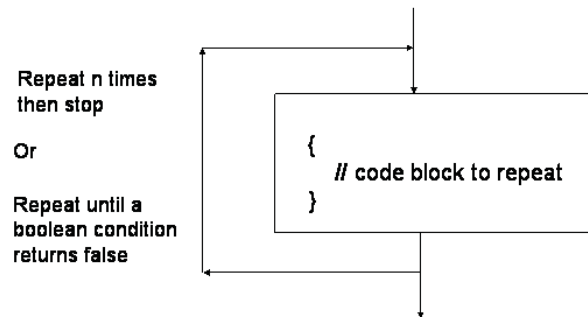 Repeat n times
then stop
Or
Repeat until a
boolean condition
returns false
{
// code block to repeat
}